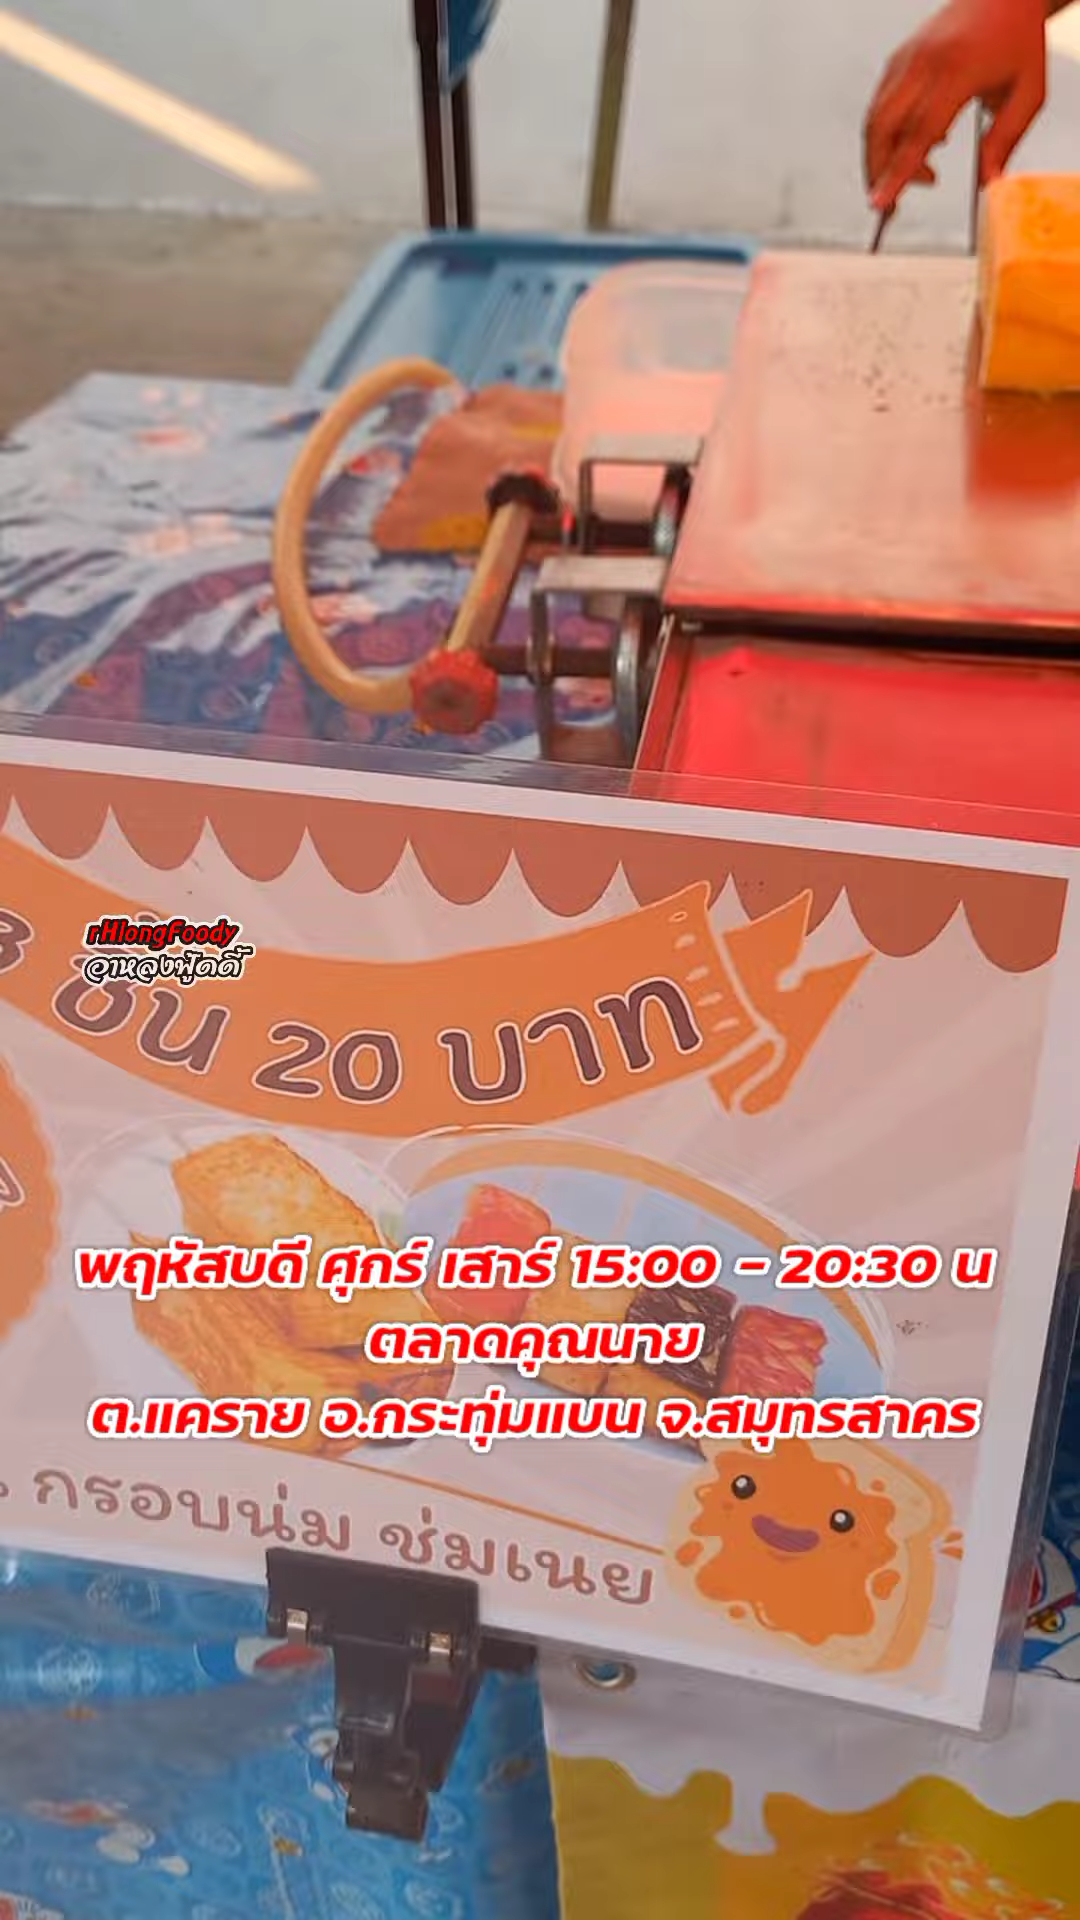 rHlongFoody
อาหลงฟู้ดดี้
3 ชิ้น 20 บาท
พฤหัสบดี ศุกร์ เสาร์ 15:00 - 20:30 น
ตลาดคุณนาย
ต.แคราย อ.กระทุ่มแบน จ.สมุทรสาคร
กรอบนุ่ม ชุ่มเนย